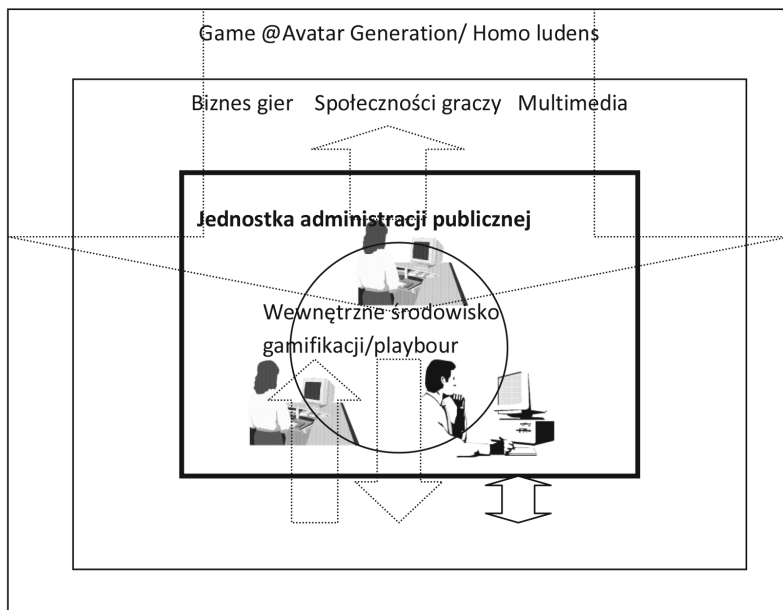 Game @Avatar Generation/ Homo ludens
Biznes gier Społeczności graczy Multimedia
Jednostka administracji publicznej
Wewnętrzne środowisko
gamifikacji/playbour